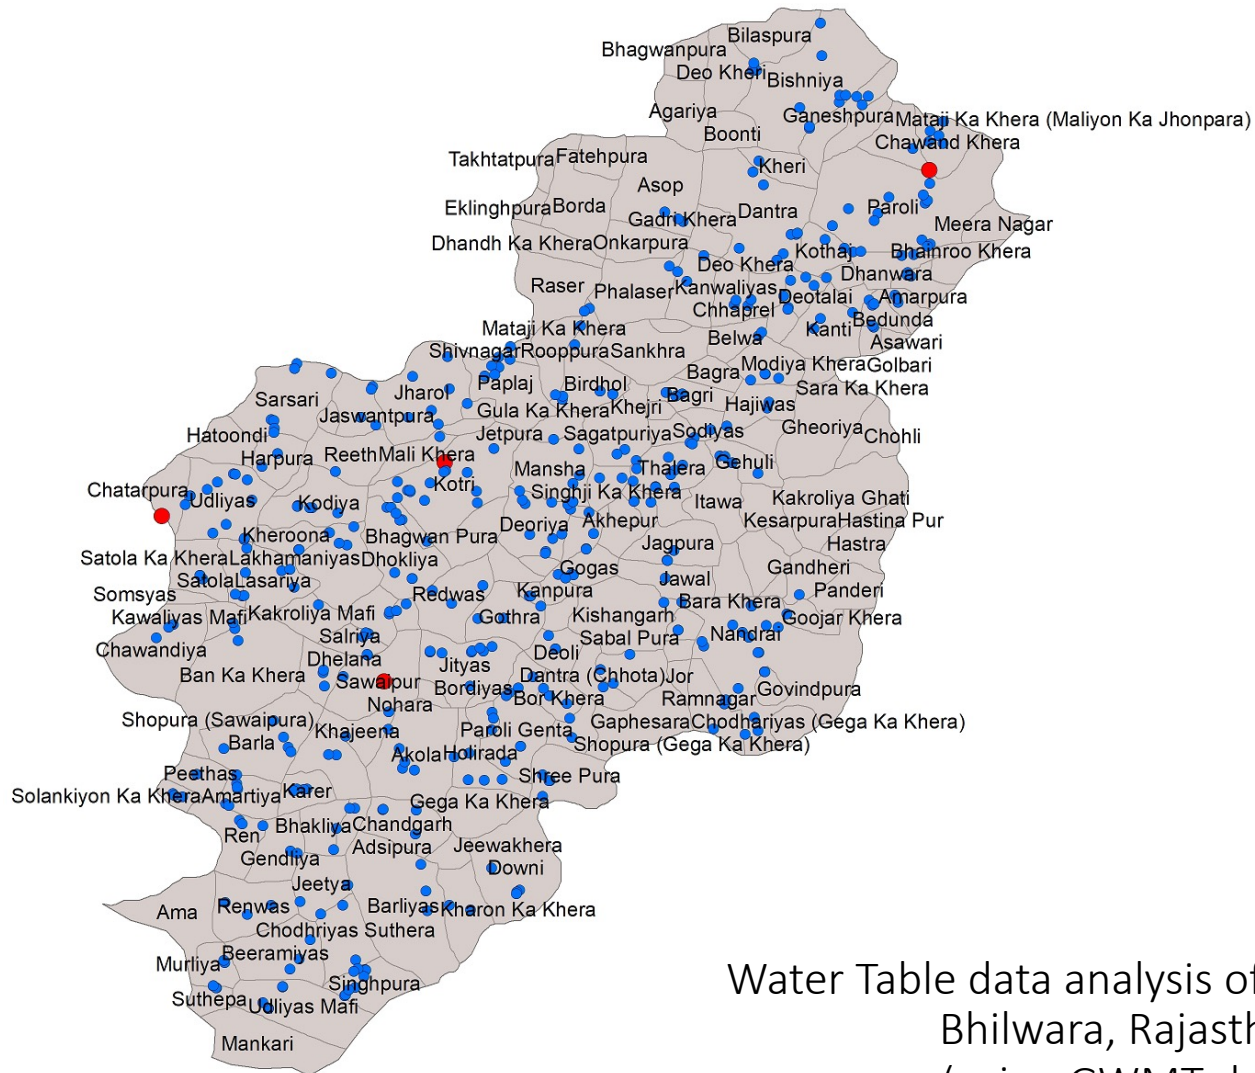 Bilaspura
Bhagwanpura
Deo Kheri
Bishniya
Agariya
Ganeshpura
Mataji Ka Khera (Maliyon Ka Jhonpara)
Boonti
Chawand Khera
Takhtatpura
Fatehpura
Kheri
Asop
Eklinghpura
Borda
Gadri Khera
Dantra
Paroli
Meera Nagar
Dhandh Ka Khera
Onkarpura
Kothaj
Bhainroo Khera
Deo Khera
Dhanwara
Raser
Phalaser
Kanwaliyas
Deotalai
Amarpura
Chhaprel
Bedunda
Mataji Ka Khera
Kanti
Belwa
Asawari
Shivnagar
Rooppura
Sankhra
Modiya Khera
Golbari
Bagra
Paplaj
Birdhol
Sara Ka Khera
Jharol
Bagri
Sarsari
Hajiwas
Jaswantpura
Gula Ka Khera
Khejri
Gheoriya
Hatoondi
Jetpura
Sagatpuriya
Sodiyas
Chohli
Harpura
Reeth
Mali Khera
Mansha
Thalera
Gehuli
Chatarpura
Kotri
Singhji Ka Khera
Udliyas
Kodiya
Itawa
Kakroliya Ghati
Deoriya
Akhepur
Kesarpura
Hastina Pur
Kheroona
Bhagwan Pura
Jagpura
Hastra
Satola Ka Khera
Lakhamaniyas
Dhokliya
Gogas
Gandheri
Satola
Lasariya
Jawal
Somsyas
Redwas
Kanpura
Panderi
Bara Khera
Kawaliyas Mafi
Kakroliya Mafi
Gothra
Kishangarh
Goojar Khera
Salriya
Sabal Pura
Nandrai
Chawandiya
Dhelana
Jityas
Deoli
Ban Ka Khera
Sawaipur
Bordiyas
Dantra (Chhota)
Jor
Govindpura
Nohara
Bor Khera
Ramnagar
Shopura (Sawaipura)
Khajeena
Paroli Genta
Gaphesara
Chodhariyas (Gega Ka Khera)
Barla
Akola
Holirada
Shopura (Gega Ka Khera)
Peethas
Shree Pura
Solankiyon Ka Khera
Amartiya
Karer
Gega Ka Khera
Ren
Bhakliya
Chandgarh
Gendliya
Adsipura
Jeewakhera
Downi
Jeetya
Ama
Renwas
Barliyas
Kharon Ka Khera
Chodhriyas Suthera
Beeramiyas
Murliya
Singhpura
Suthepa
Udliyas Mafi
Mankari
Water Table data analysis of
Bhilwara, Rajasth